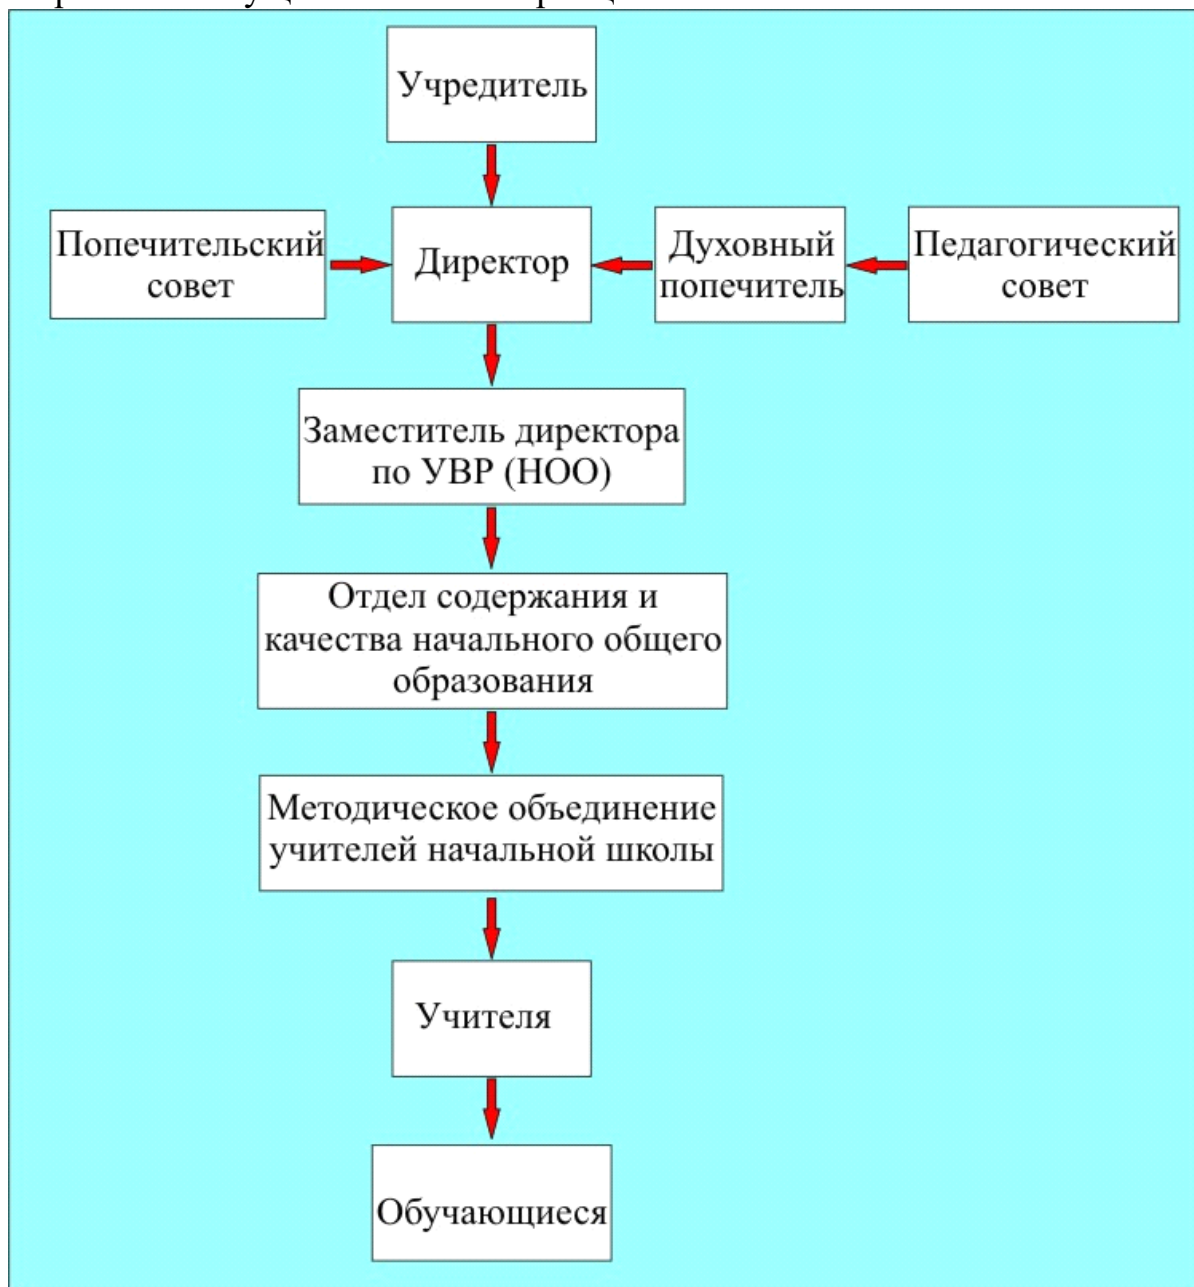 Учредитель
Попечительский
совет
Директор
Духовный
попечитель
Педагогический
совет
Заместитель директора
по УВР (НОО)
Отдел содержания и
качества начального общего
образования
Методическое объединение
учителей начальной школы
Учителя
Обучающиеся